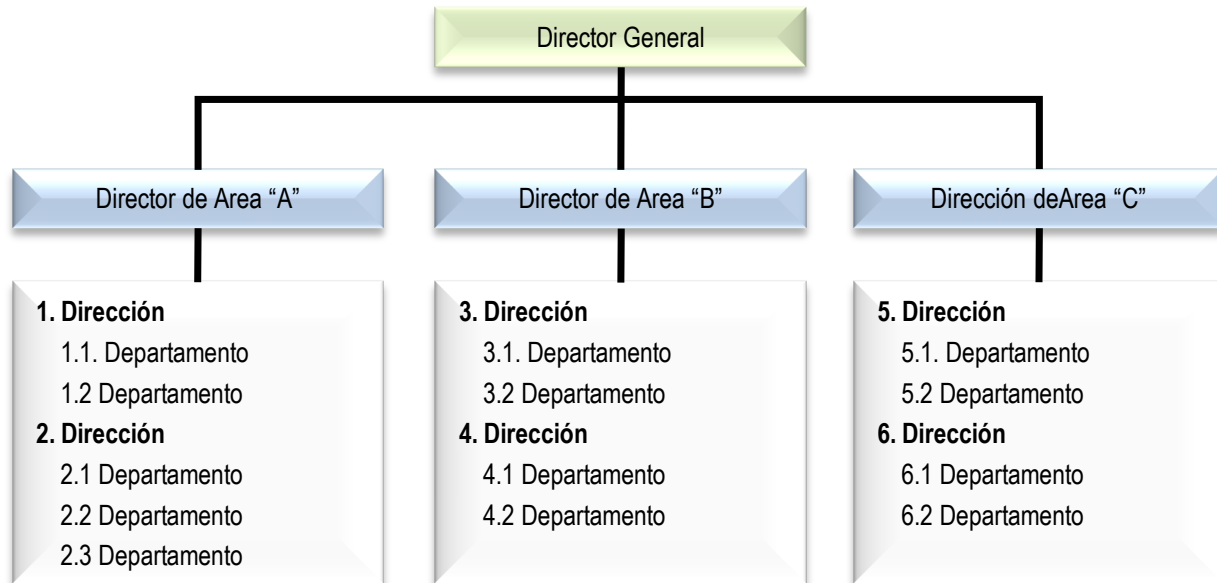 Director General
Director de Area “A”
Director de Area “B”
Dirección deArea “C”
1. Dirección
1.1. Departamento
1.2 Departamento
2. Dirección
2.1 Departamento
2.2 Departamento
2.3 Departamento
3. Dirección
3.1. Departamento
3.2 Departamento
4. Dirección
4.1 Departamento
4.2 Departamento
5. Dirección
5.1. Departamento
5.2 Departamento
6. Dirección
6.1 Departamento
6.2 Departamento